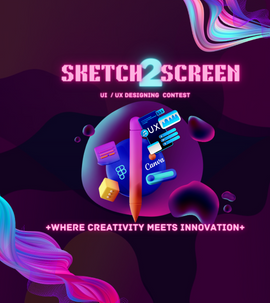 SKETCH2SCREEN
UI / UX DESIGNING CONTEST
UX
Canva
+WHERE CREATIVITY MEETS INNOVATION+